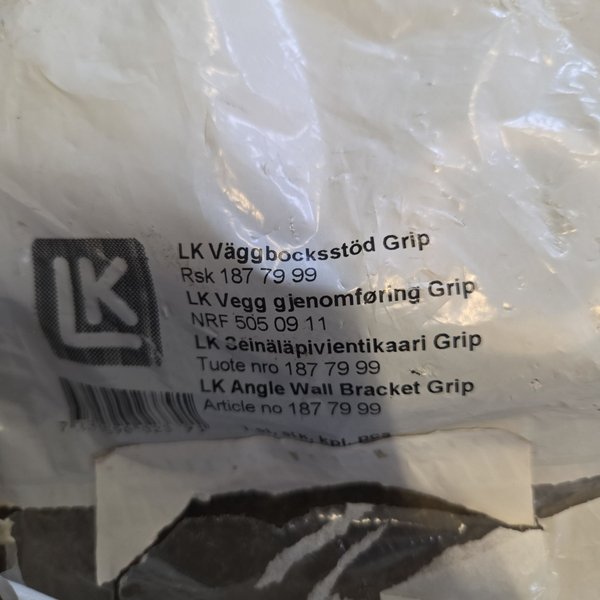 LK
LK Väggbocksstöd Grip
Rsk 187 79 99
LK Vegg gjenomføring Grip
NRF 505 09 11
LK Seinäläpivientikaari Grip
Tuote nro 187 79 99
LK Angle Wall Bracket Grip
Article no 187 79 99